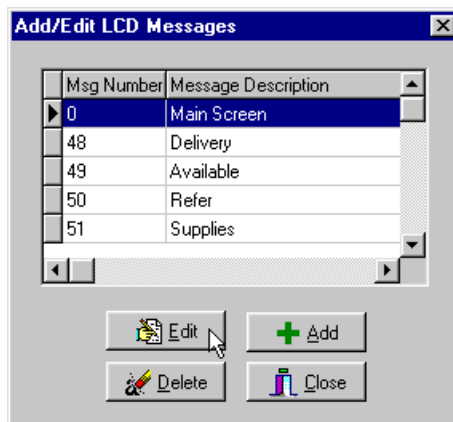 Add/Edit LCD Messages
Msg Number Message Description
0 Main Screen
48 Delivery
49 Available
50 Refer
51 Supplies
Edit Add
Delete Close